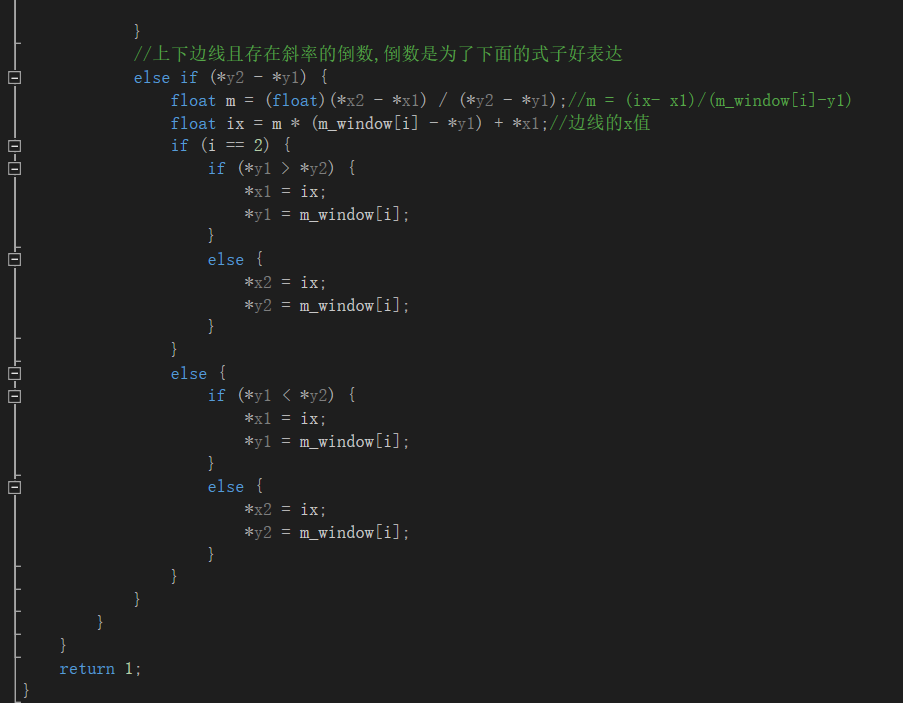 }
//上下边线且存在斜率的倒数,倒数是为了下面的式子好表达
else if (*y2 - *y1) {
float m = (float)(*x2 - *x1) / (*y2 - *y1);//m = (ix- x1)/(m_window[i]-y1)
float ix = m * (m_window[i] - *y1) + *x1;//边线的x值
if (i == 2) {
if (*y1 > *y2) {
*x1 = ix;
*y1 = m_window[i];
}
else {
*x2 = ix;
*y2 = m_window[i];
}
}
else {
if (*y1 < *y2) {
*x1 = ix;
*y1 = m_window[i];
}
else {
*x2 = ix;
*y2 = m_window[i];
}
}
}
}
}
return 1;
}